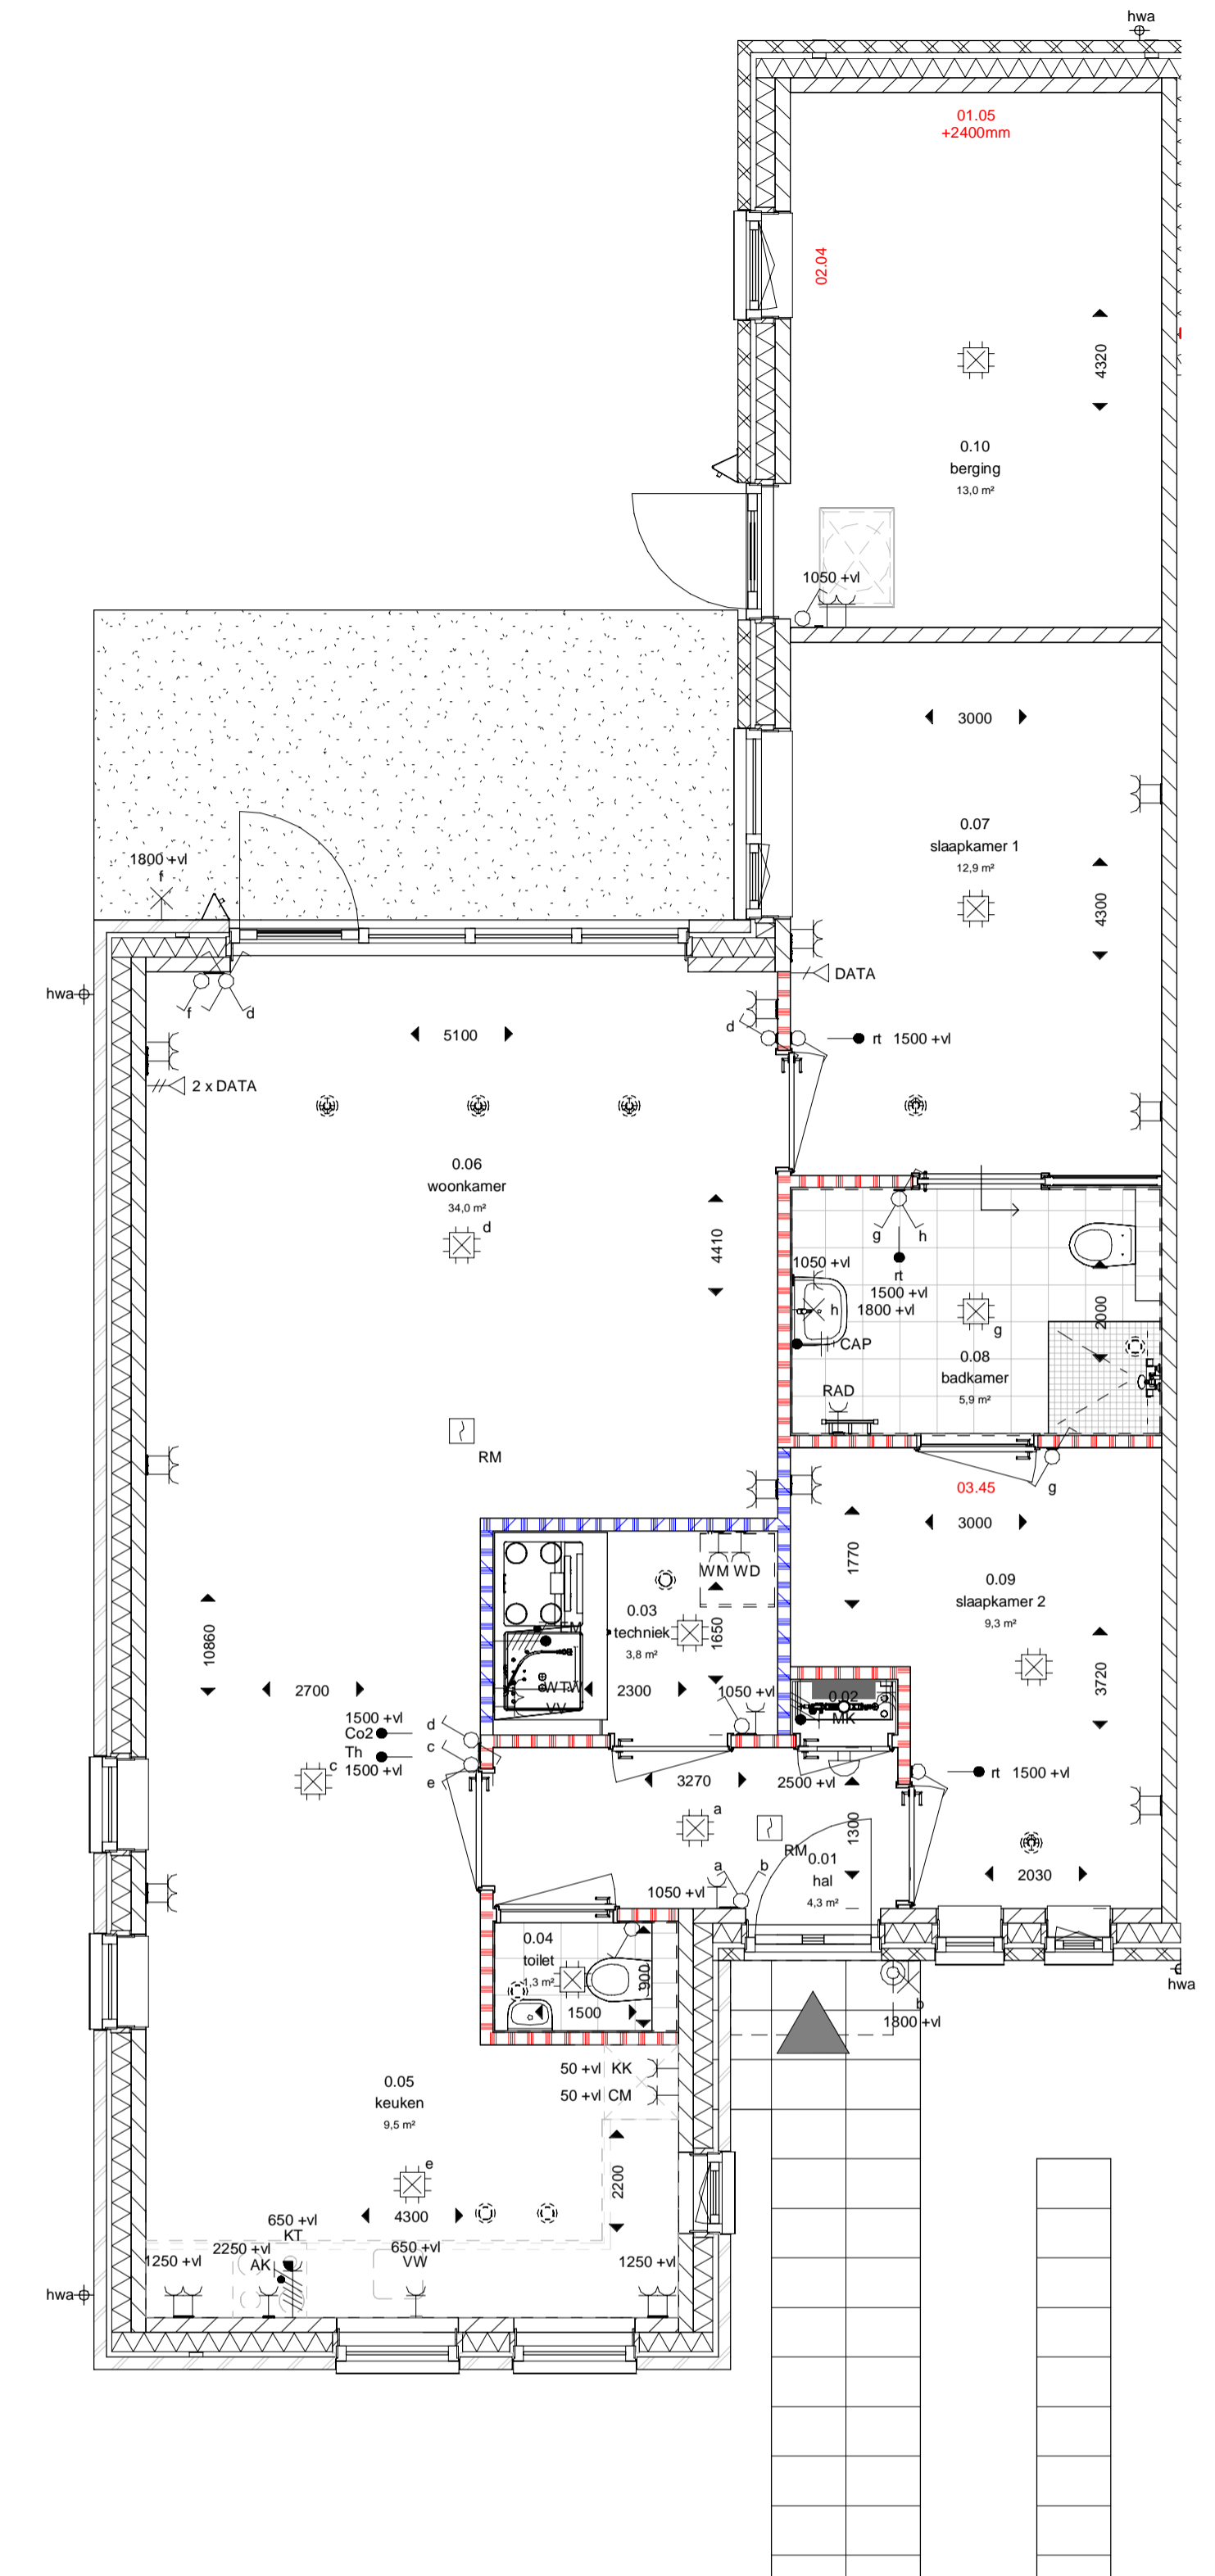 hwa
01.05
+2400mm
02.04
4320
0.10
berging
13,0 m²
1050 +vl
3000
0.07
slaapkamer 1
12,9 m²
4300
1800 +vl
f
hwa
f
d
DATA
d
rt 1500 +vl
5100
2 x DATA
0.06
woonkamer
34,0 m²
d
4410
g
h
rt
1500 +vl
1050 +vl
h
1800 +vl
g
2000
CAP
0.08
badkamer
5,9 m²
RAD
RM
g
03.45
3000
1770
0.09
slaapkamer 2
9,3 m²
WM
WD
0.03
techniek
3,8 m²
1650
10860
2700
WTW
VV
2300
1050 +vl
0.02
MK
3720
1500 +vl
Co2
Th
1500 +vl
d
c
e
c
3270
2500 +vl
rt 1500 +vl
a
RM
1300
0.01
hal
4,3 m²
a
b
1050 +vl
2030
0.04
toilet
1,3 m²
900
1500
hwa
b
1800 +vl
50 +vl KK
50 +vl CM
0.05
keuken
9,5 m²
2200
e
4300
650 +vl
KT
2250 +vl
AK
1250 +vl
650 +vl
VW
1250 +vl
hwa